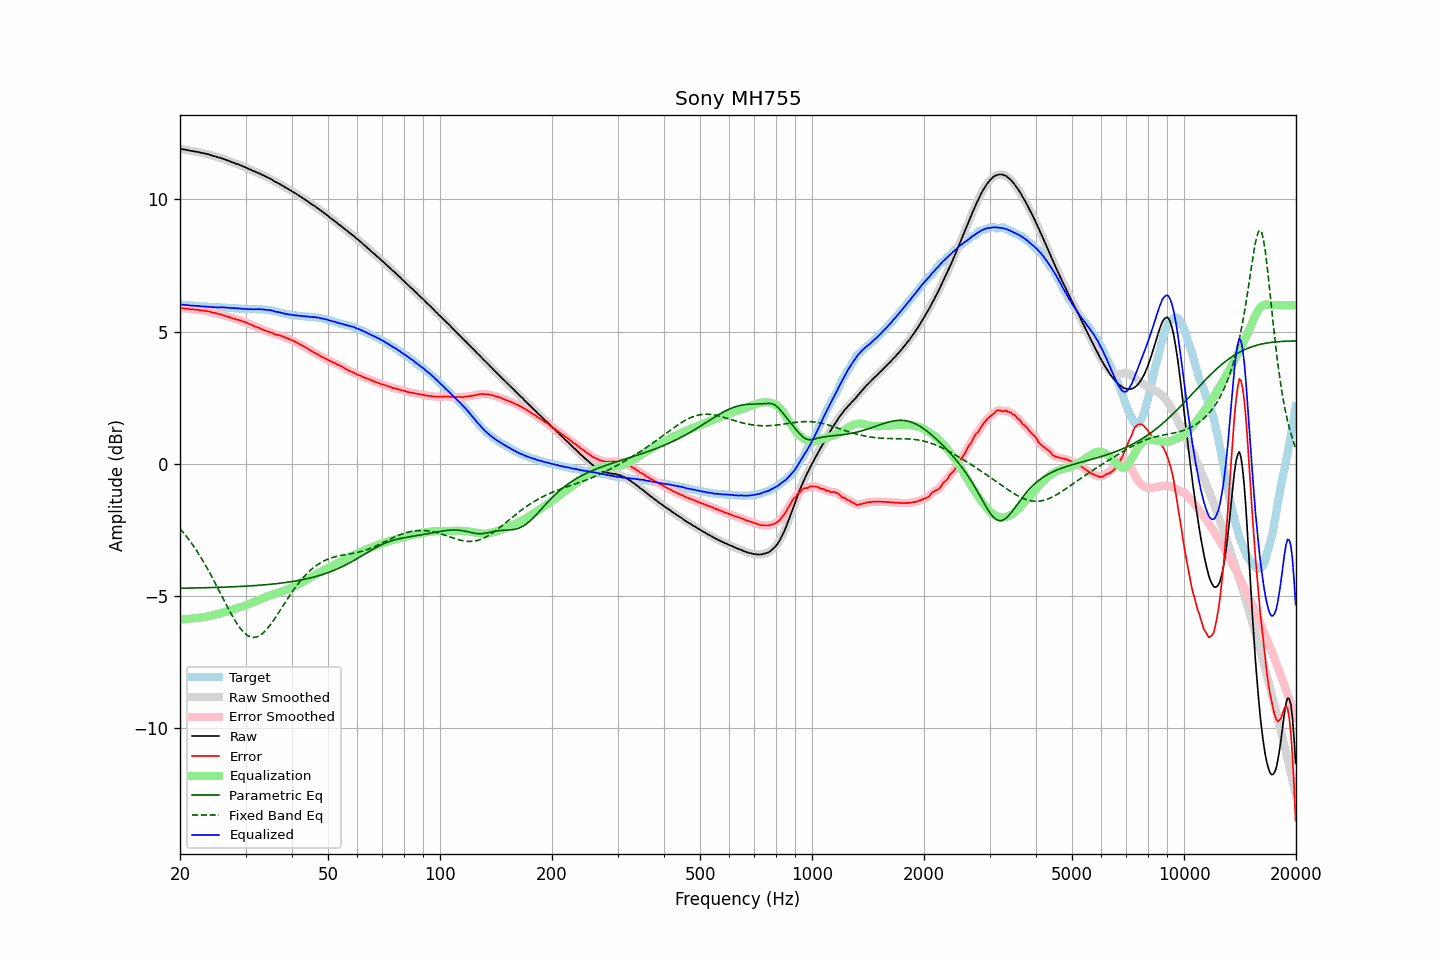 Sony MH755
Amplitude (dBr)
10
5
0
−5
−10
Target
Raw Smoothed
Error Smoothed
Raw
Error
Equalization
Parametric Eq
Fixed Band Eq
Equalized
20 50 100 200 500 1000 2000 5000 10000 20000
Frequency (Hz)